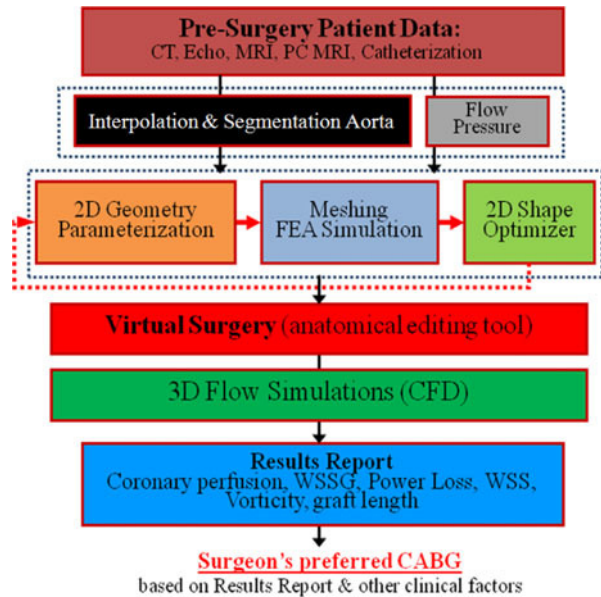 Pre-Surgery Patient Data:
CT, Echo, MRI, PC MRI, Catheterization
Interpolation & Segmentation Aorta
Flow
Pressure
2D Geometry
Parameterization
Meshing
FEA Simulation
2D Shape
Optimizer
Virtual Surgery (anatomical editing tool)
3D Flow Simulations (CFD)
Results Report
Coronary perfusion, WSSG, Power Loss, WSS,
Vorticity, graft length
Surgeon's preferred CABG
based on Results Report & other clinical factors